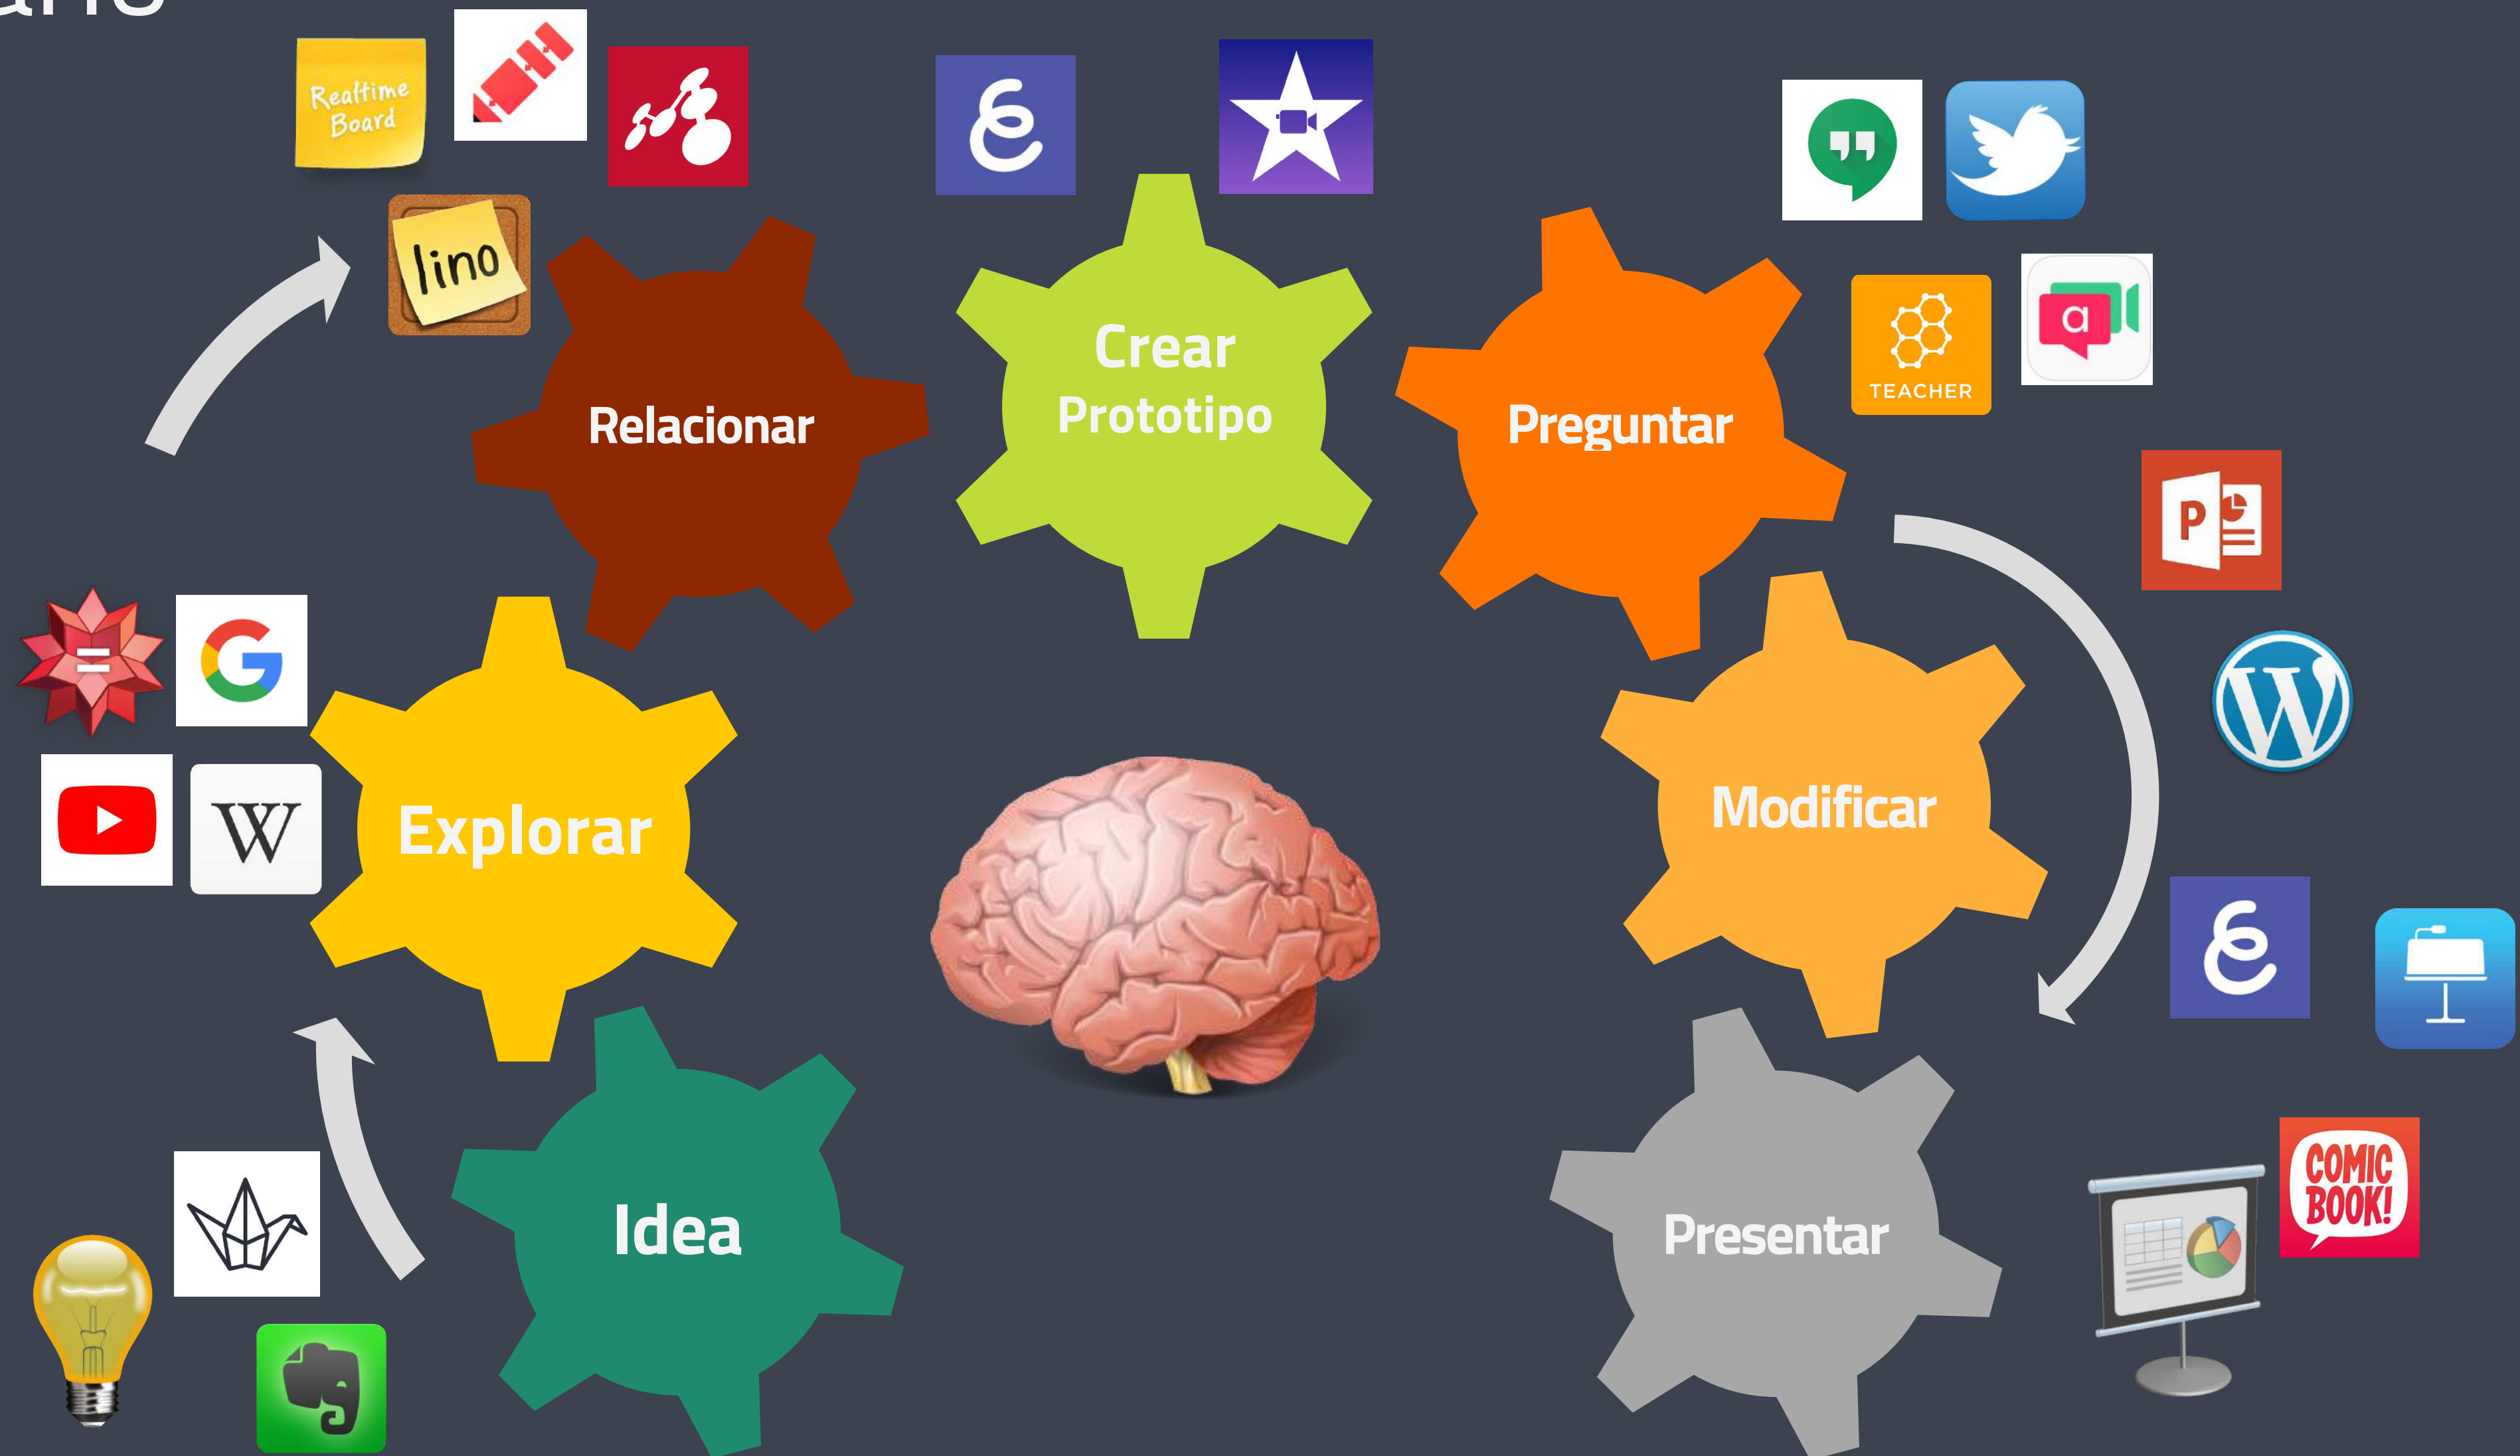 Realtime
Board
lino
TEACHER
Relacionar
Crear
Prototipo
Preguntar
Explorar
Modificar
Idea
Presentar
COMIC
BOOK!